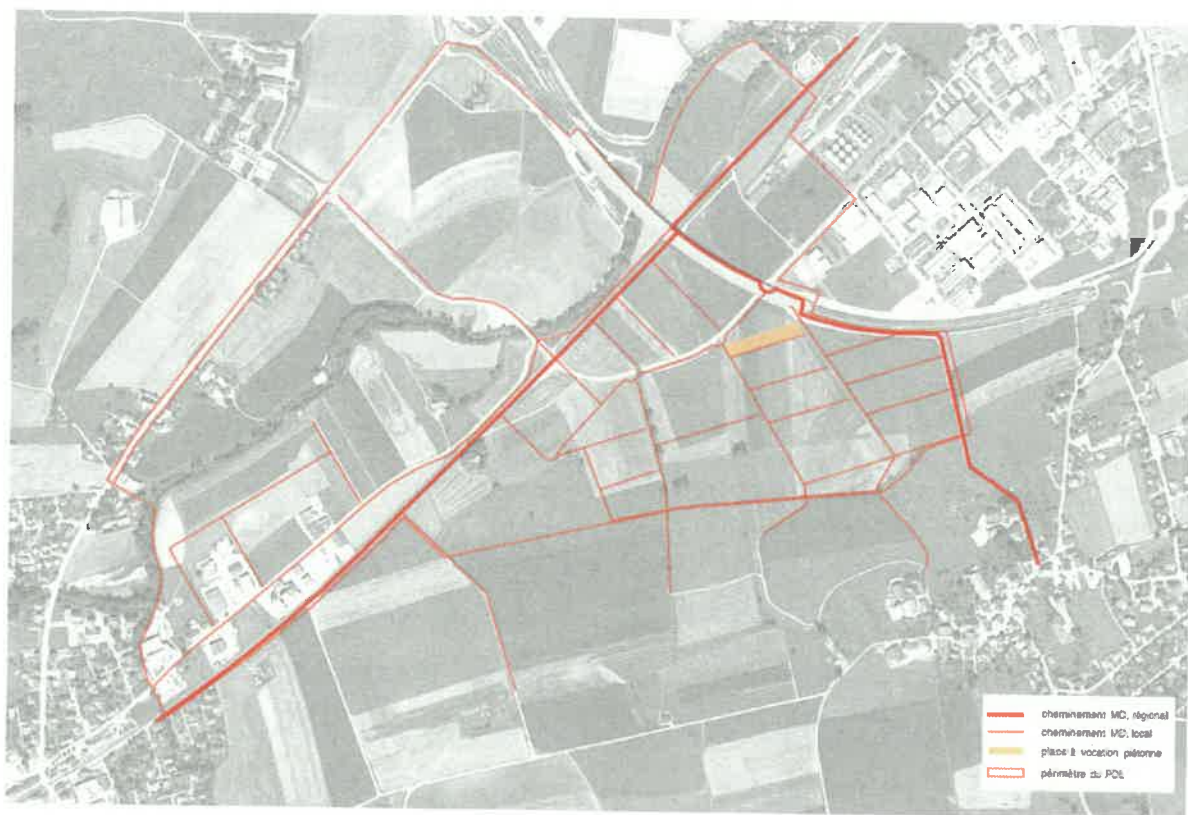 cheminement MD, régional
cheminement MD, local
place à vocation piétonne
périmètre du PDL